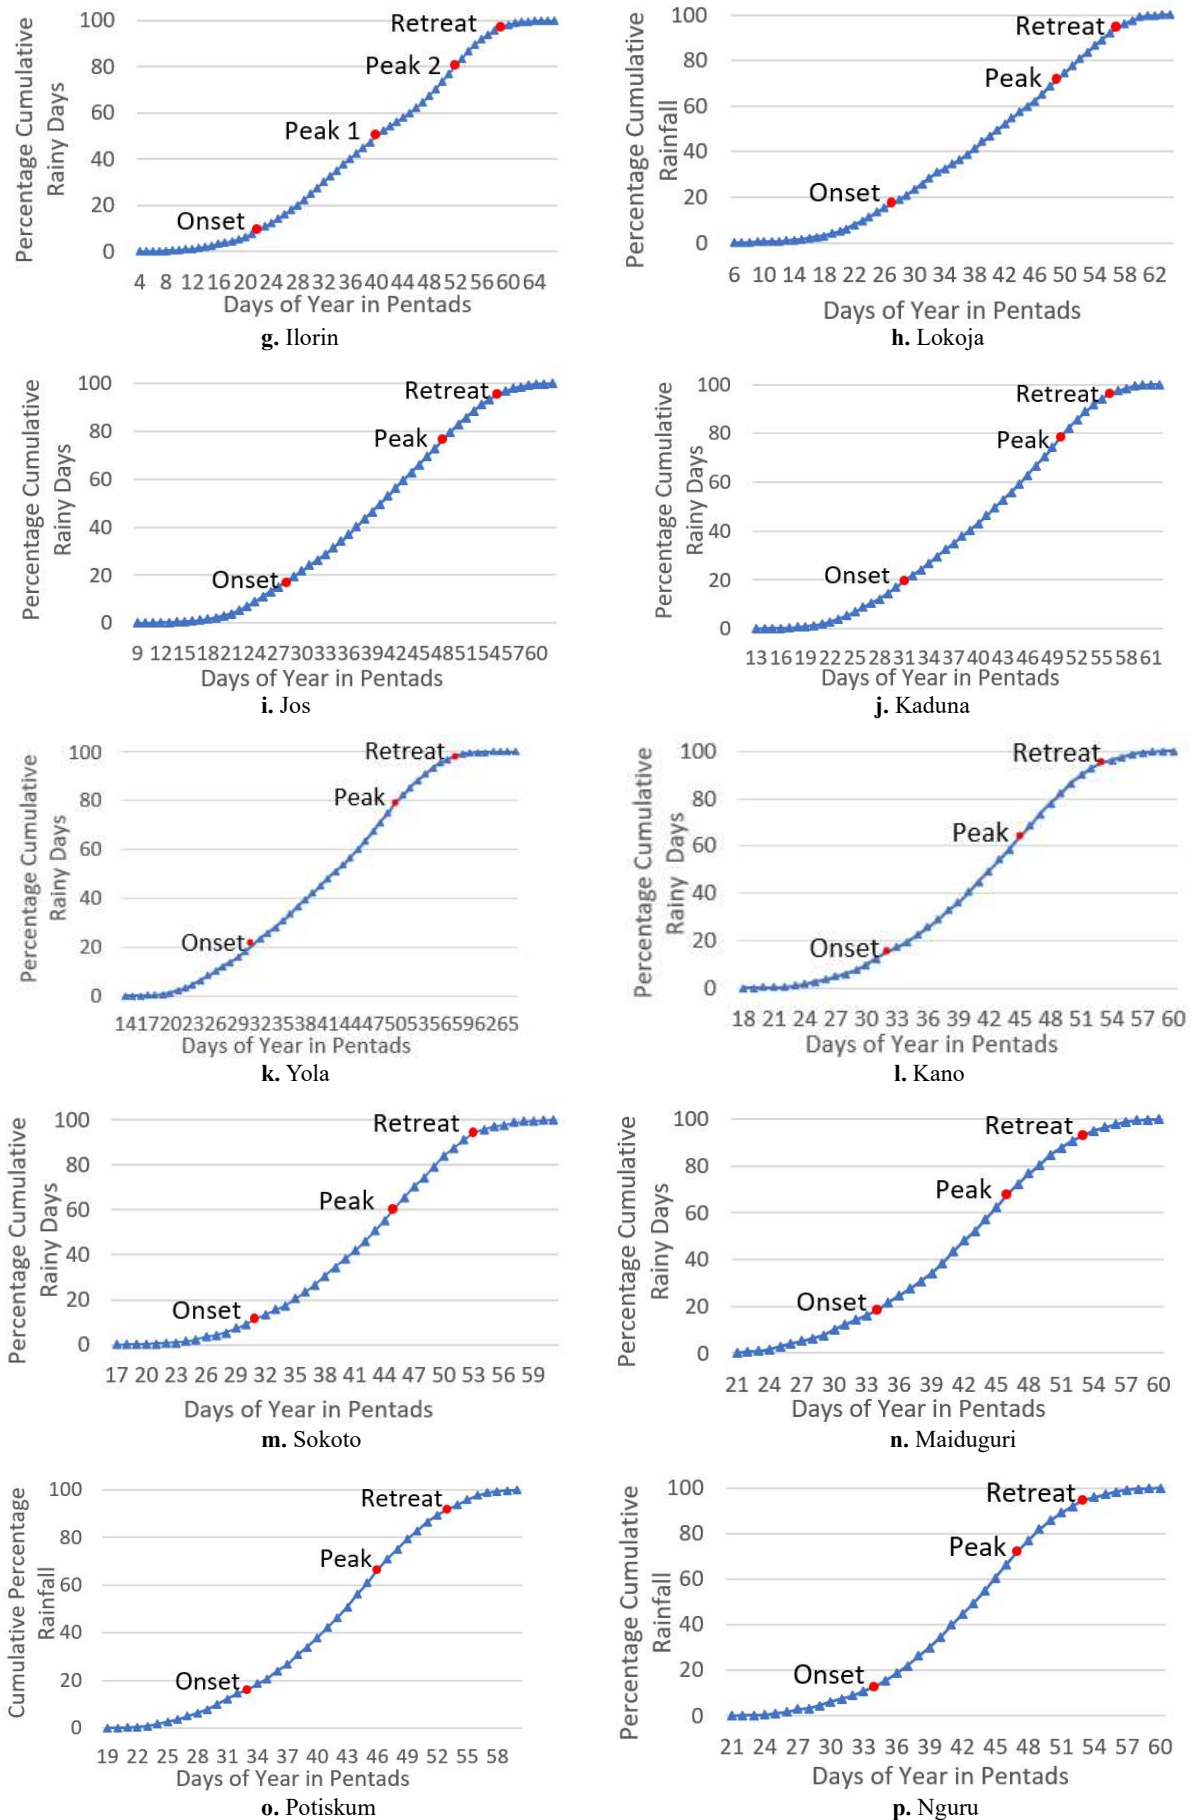 Percentage Cumulative
Rainy Days
100
80
60
40
20
0
Retreat
Peak 2
Peak 1
Onset
4 8 12 16 20 24 28 32 36 40 44 48 52 56 60 64
Days of Year in Pentads
g. Ilorin
Percentage Cumulative
Rainfall
100
80
60
40
20
0
Retreat
Peak
Onset
6 10 14 18 22 26 30 34 38 42 46 50 54 58 62
Days of Year in Pentads
h. Lokoja
Percentage Cumulative
Rainy Days
100
80
60
40
20
0
Retreat
Peak
Onset
9 12 15 18 21 24 27 30 33 36 39 42 45 48 51 54 57 60
Days of Year in Pentads
i. Jos
Percentage Cumulative
Rainy Days
100
80
60
40
20
0
Retreat
Peak
Onset
13 16 19 22 25 28 31 34 37 40 43 46 49 52 55 58 61
Days of Year in Pentads
j. Kaduna
Percentage Cumulative
Rainy Days
100
80
60
40
20
0
Retreat
Peak
Onset
14 17 20 23 26 29 32 35 38 41 44 47 50 53 56 59 62 65
Days of Year in Pentads
k. Yola
Percentage Cumulative
Rainy Days
100
80
60
40
20
0
Retreat
Peak
Onset
18 21 24 27 30 33 36 39 42 45 48 51 54 57 60
Days of Year in Pentads
l. Kano
Percentage Cumulative
Rainy Days
100
80
60
40
20
0
Retreat
Peak
Onset
17 20 23 26 29 32 35 38 41 44 47 50 53 56 59
Days of Year in Pentads
m. Sokoto
Percentage Cumulative
Rainy Days
100
80
60
40
20
0
Retreat
Peak
Onset
21 24 27 30 33 36 39 42 45 48 51 54 57 60
Days of Year in Pentads
n. Maiduguri
Cumulative Percentage
Rainfall
100
80
60
40
20
0
Retreat
Peak
Onset
19 22 25 28 31 34 37 40 43 46 49 52 55 58
Days of Year in Pentads
o. Potiskum
Percentage Cumulative
Rainfall
100
80
60
40
20
0
Retreat
Peak
Onset
21 24 27 30 33 36 39 42 45 48 51 54 57 60
Days of Year in Pentads
p. Nguru